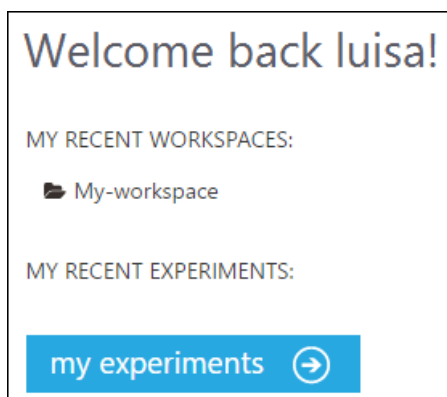 Welcome back luisa!
MY RECENT WORKSPACES:
My-workspace
MY RECENT EXPERIMENTS:
my experiments